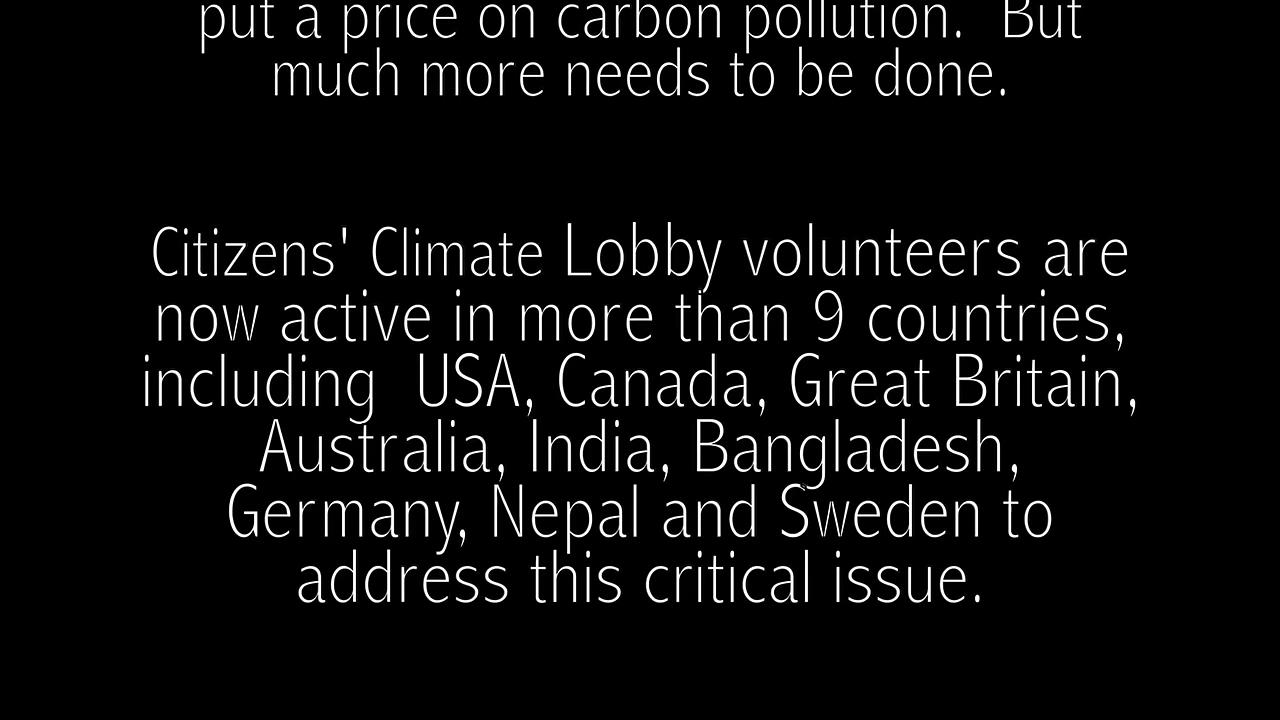 put a price on carbon pollution.  But
much more needs to be done.
Citizens' Climate Lobby volunteers are
now active in more than 9 countries,
including  USA, Canada, Great Britain,
Australia, India, Bangladesh,
Germany, Nepal and Sweden to
address this critical issue.